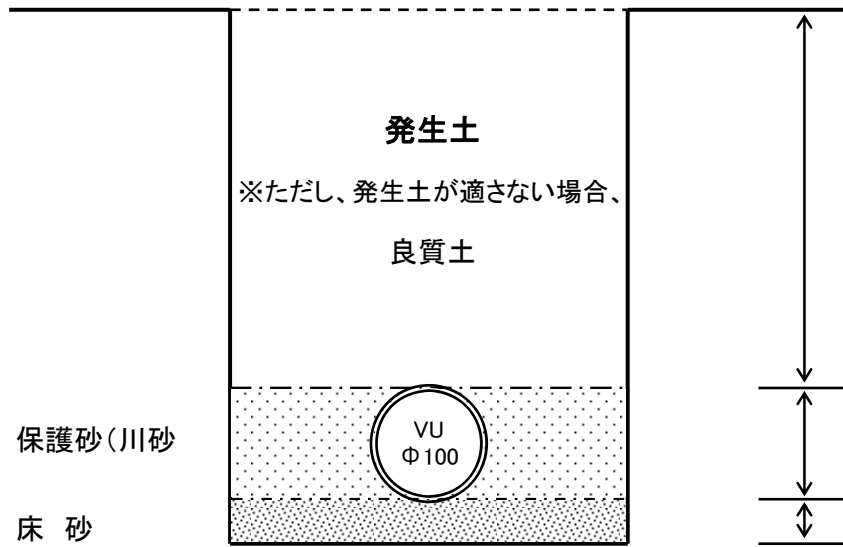 発生土
※ただし、発生土が適さない場合、
良質土
保護砂（川砂
VU
Φ100
床 砂